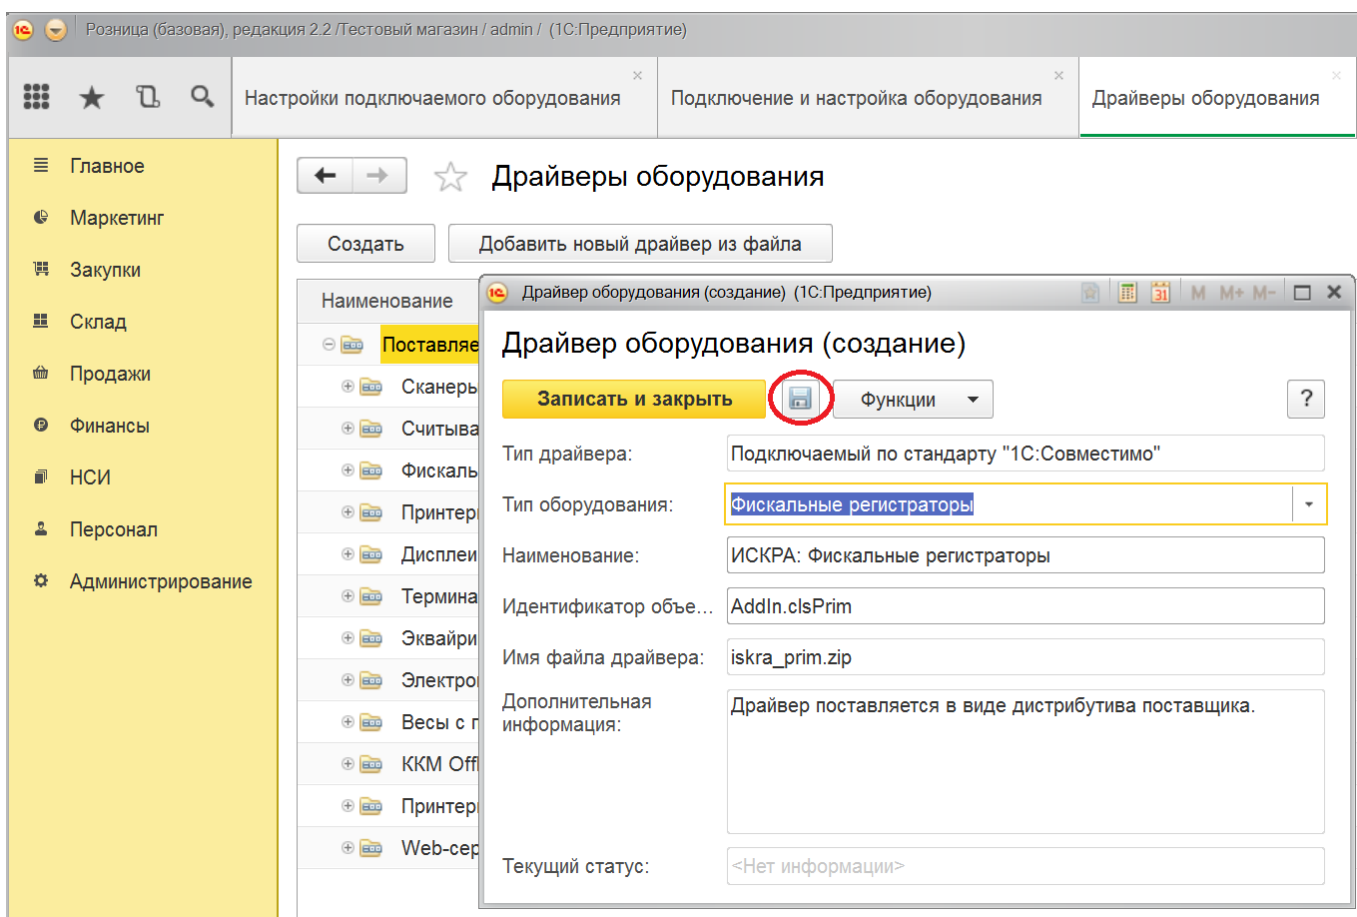 Розница (базовая), редакция 2.2 /Тестовый магазин / admin / (1С:Предприятие)
Настройки подключаемого оборудования
Подключение и настройка оборудования
Драйверы оборудования
Главное
Маркетинг
Закупки
Склад
Продажи
Финансы
НСИ
Персонал
Администрирование
Драйверы оборудования
Создать
Добавить новый драйвер из файла
Наименование
Поставляе
Сканеры
Считыва
Фискаль
Принтеры
Дисплеи
Термина
Эквайри
Электро
Весы с п
ККМ Offl
Принтеры
Web-сер
Драйвер оборудования (создание) (1С:Предприятие)
M M+ M-
31
Драйвер оборудования (создание)
Записать и закрыть
Функции
?
Тип драйвера: Подключаемый по стандарту "1С:Совместимо"
Тип оборудования: Фискальные регистраторы
Наименование: ИСКРА: Фискальные регистраторы
Идентификатор объе... AddIn.clsPrim
Имя файла драйвера: iskra_prim.zip
Дополнительная
информация:
Драйвер поставляется в виде дистрибутива поставщика.
Текущий статус: <Нет информации>